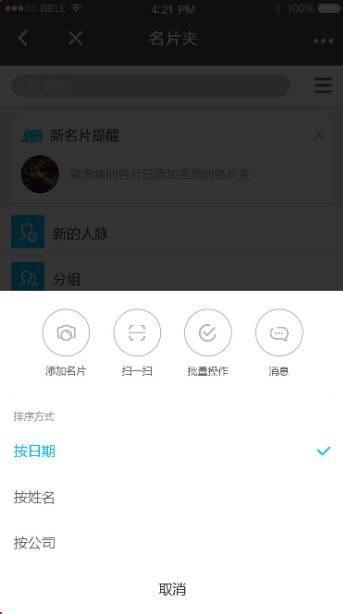 BELL 4:21 PM 100%
名片夹
搜索
新名片提醒
的名片已添加至您的名片夹
新的人脉
分组
添加名片 扫一扫 批量操作 消息
排序方式
按日期
按姓名
按公司
取消